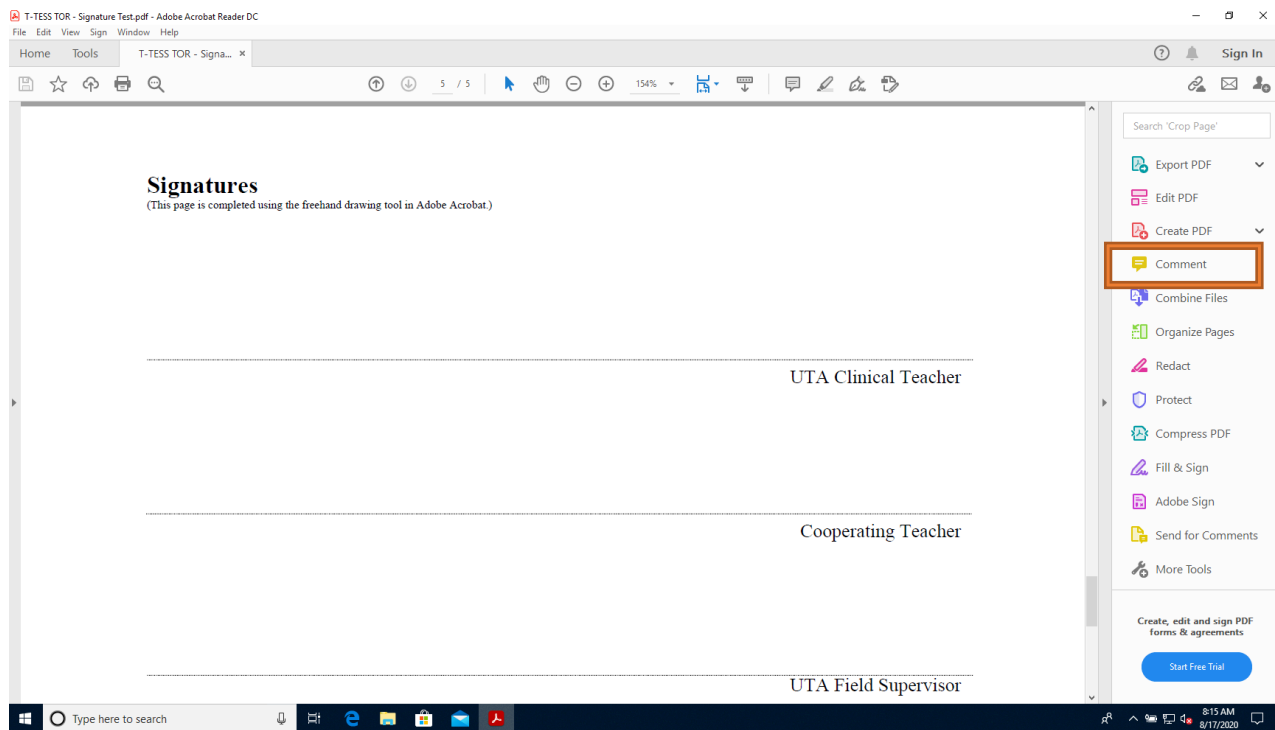 T-TESS TOR - Signature Test.pdf - Adobe Acrobat Reader DC
File Edit View Sign Window Help
Home Tools T-TESS TOR - Signa... × Sign In
5 / 5 154%
Search 'Crop Page'
Export PDF
Edit PDF
Create PDF
Comment
Combine Files
Organize Pages
Redact
Protect
Compress PDF
Fill & Sign
Adobe Sign
Send for Comments
More Tools
Create, edit and sign PDF
forms & agreements
Start Free Trial
Signatures
(This page is completed using the freehand drawing tool in Adobe Acrobat.)
UTA Clinical Teacher
Cooperating Teacher
UTA Field Supervisor
Type here to search
8:15 AM
8/17/2020